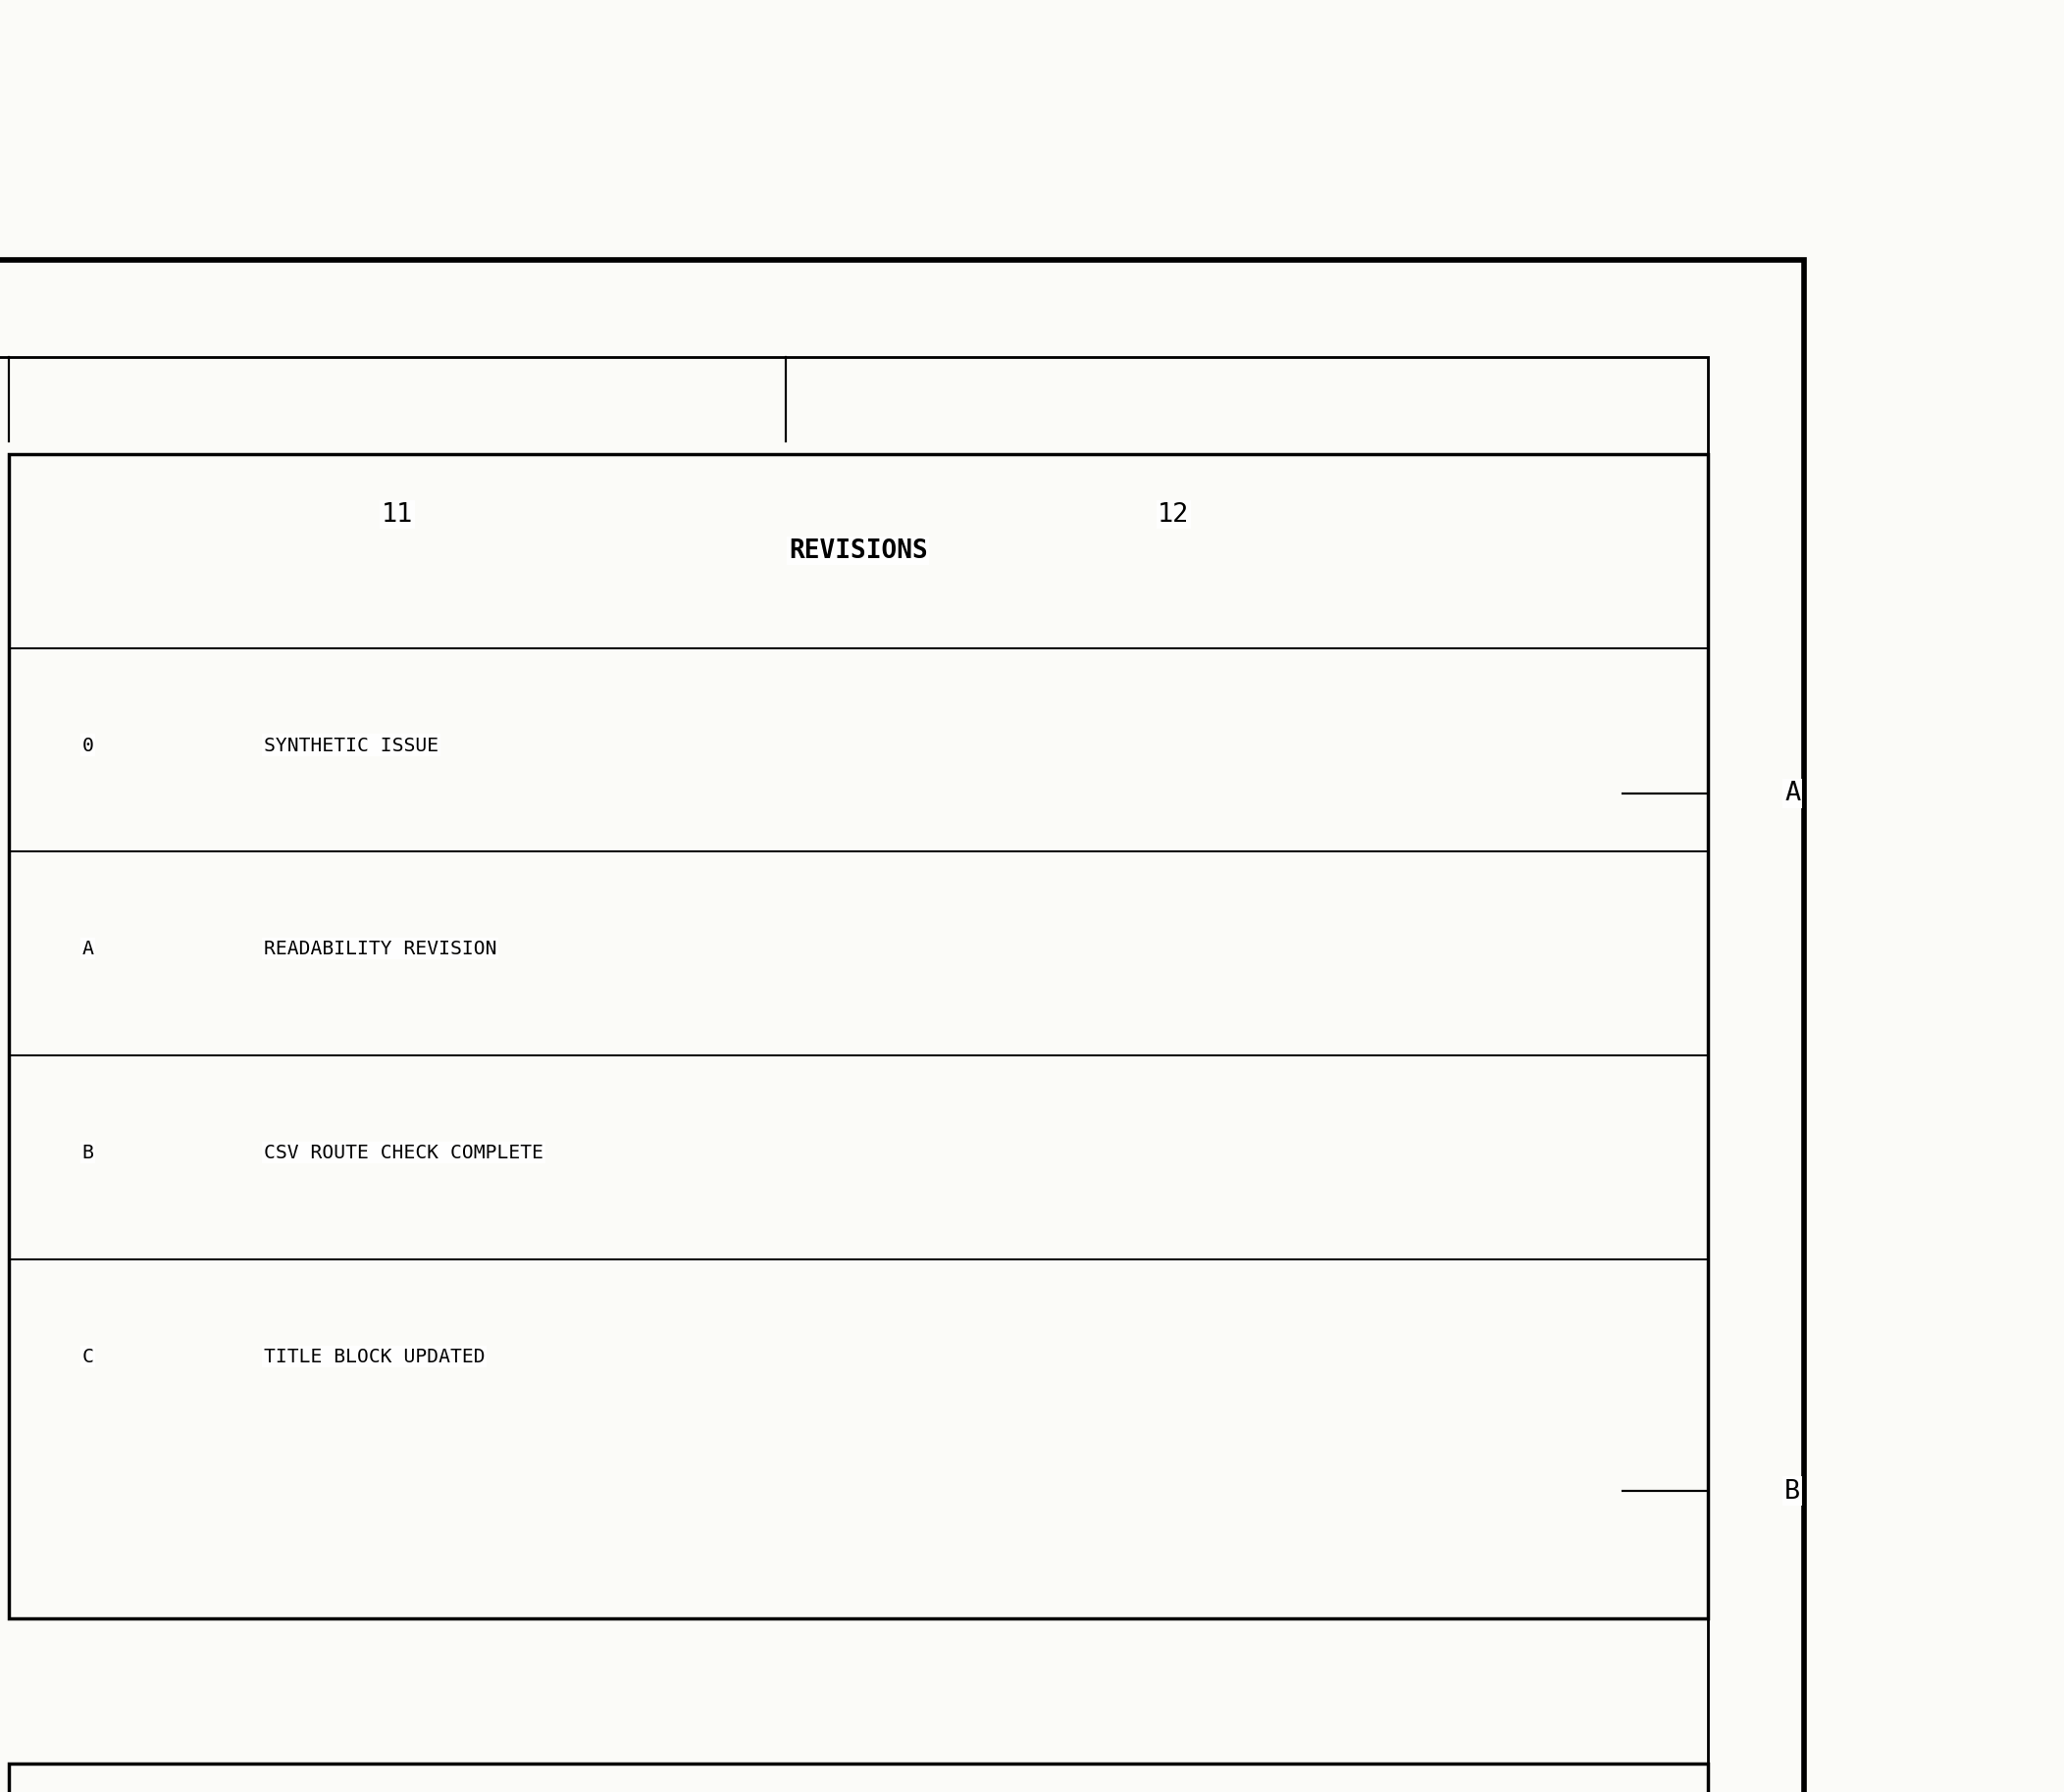 11 12
REVISIONS
0 SYNTHETIC ISSUE
A
A READABILITY REVISION
B CSV ROUTE CHECK COMPLETE
C TITLE BLOCK UPDATED
B